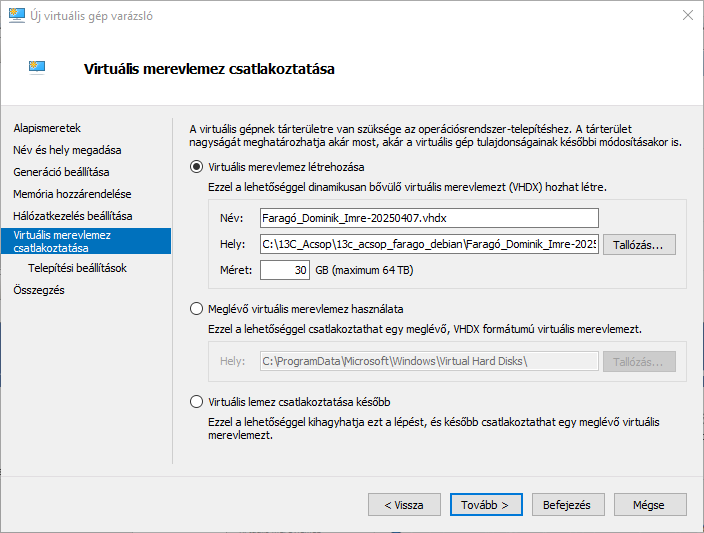 Új virtuális gép varázsló
Virtuális merevlemez csatlakoztatása
Alapismeretek
Név és hely megadása
Generáció beállítása
Memória hozzárendelése
Hálózatkezelés beállítása
Virtuális merevlemez
csatlakoztatása
Telepítési beállítások
Összegzés
A virtuális gépnek tárterületre van szüksége az operációsrendszer-telepítéshez. A tárterület
nagyságát meghatározhatja akár most, akár a virtuális gép tulajdonságainak későbbi módosításakor is.
Virtuális merevlemez létrehozása
Ezzel a lehetőséggel dinamikusan bővülő virtuális merevlemezt (VHDX) hozhat létre.
Név: Faragó_Dominik_Imre-20250407.vhdx
Hely: C:\13C_Acsop\13c_acsop_farago_debian\Faragó_Dominik_Imre-2025 Tallózás...
Méret: 30 GB (maximum 64 TB)
Meglévő virtuális merevlemez használata
Ezzel a lehetőséggel csatlakoztathat egy meglévő, VHDX formátumú virtuális merevlemezt.
Hely: C:\ProgramData\Microsoft\Windows\Virtual Hard Disks\ Tallózás...
Virtuális lemez csatlakoztatása később
Ezzel a lehetőséggel kihagyhatja ezt a lépést, és később csatlakoztathat egy meglévő virtuális
merevlemezt.
< Vissza Tovább > Befejezés Mégse